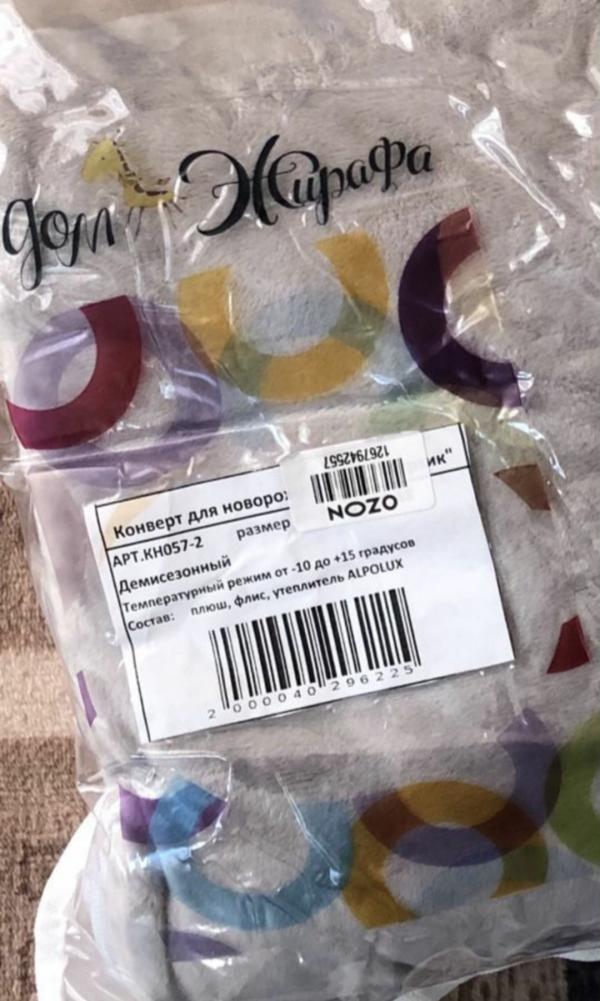 дом Жирафа
1267942557
OZON
Конверт для
АРТ.КН057-2 размер
Демисезонный
Температурный режим от -10 до +15 градусов
Состав: плюш, флис, утеплитель ALPOLUX
2 000040 296225